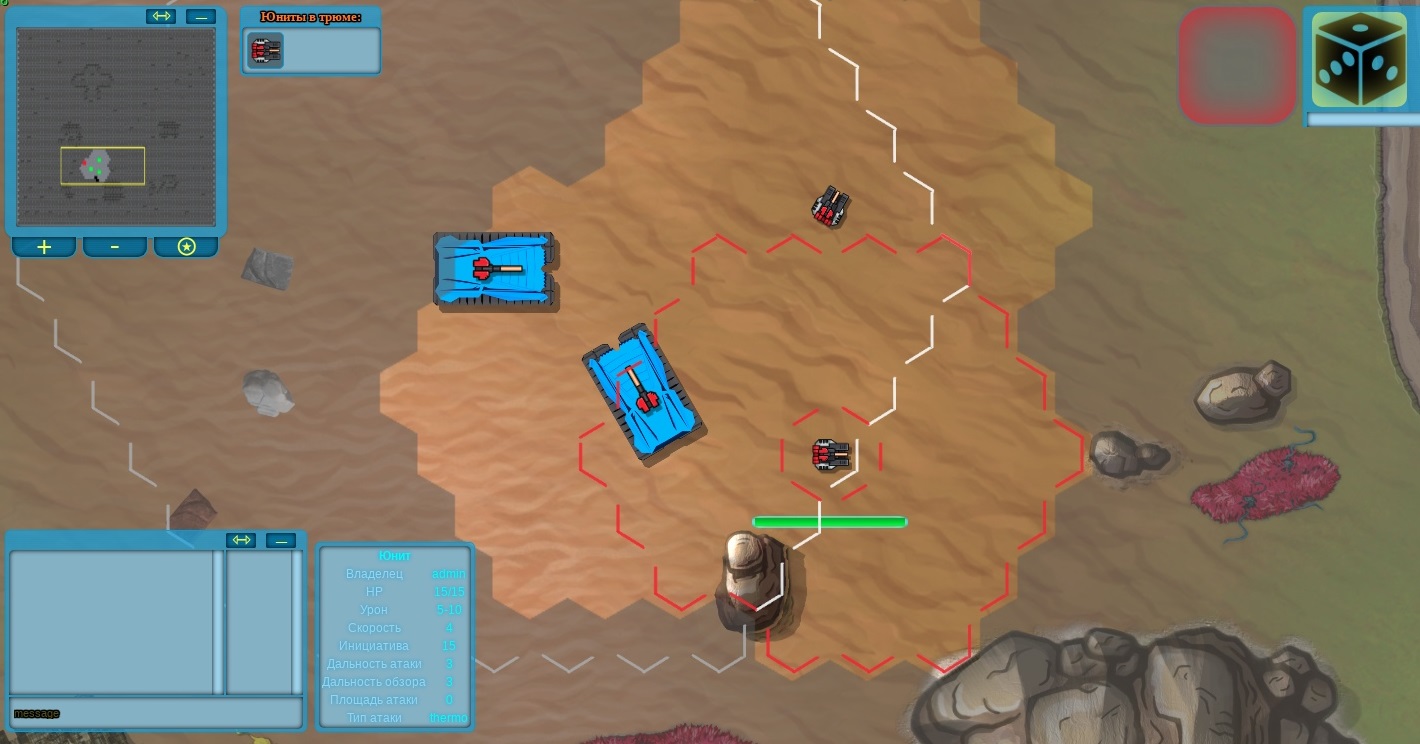 Юниты в трюме:
+ -
Юнит
Владелец admin
HP 15/15
Урон 5-10
Скорость 4
Инициатива 15
Дальность атаки 3
Дальность обзора 3
Площадь атаки 0
Тип атаки thermo
message